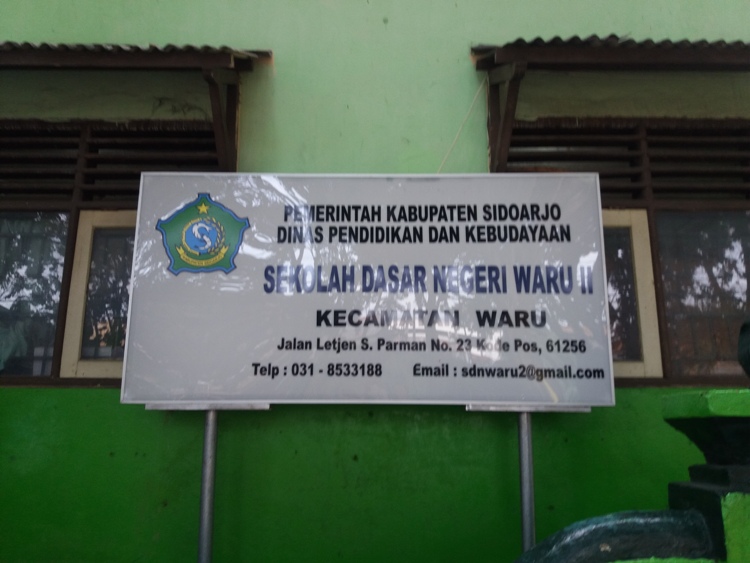 PEMERINTAH KABUPATEN SIDOARJO
DINAS PENDIDIKAN DAN KEBUDAYAAN
SEKOLAH DASAR NEGERI WARU II
KECAMATAN WARU
Jalan Letjen S. Parman No. 23 Kode Pos, 61256
Telp : 031 - 8533188 Email : sdnwaru2@gmail.com